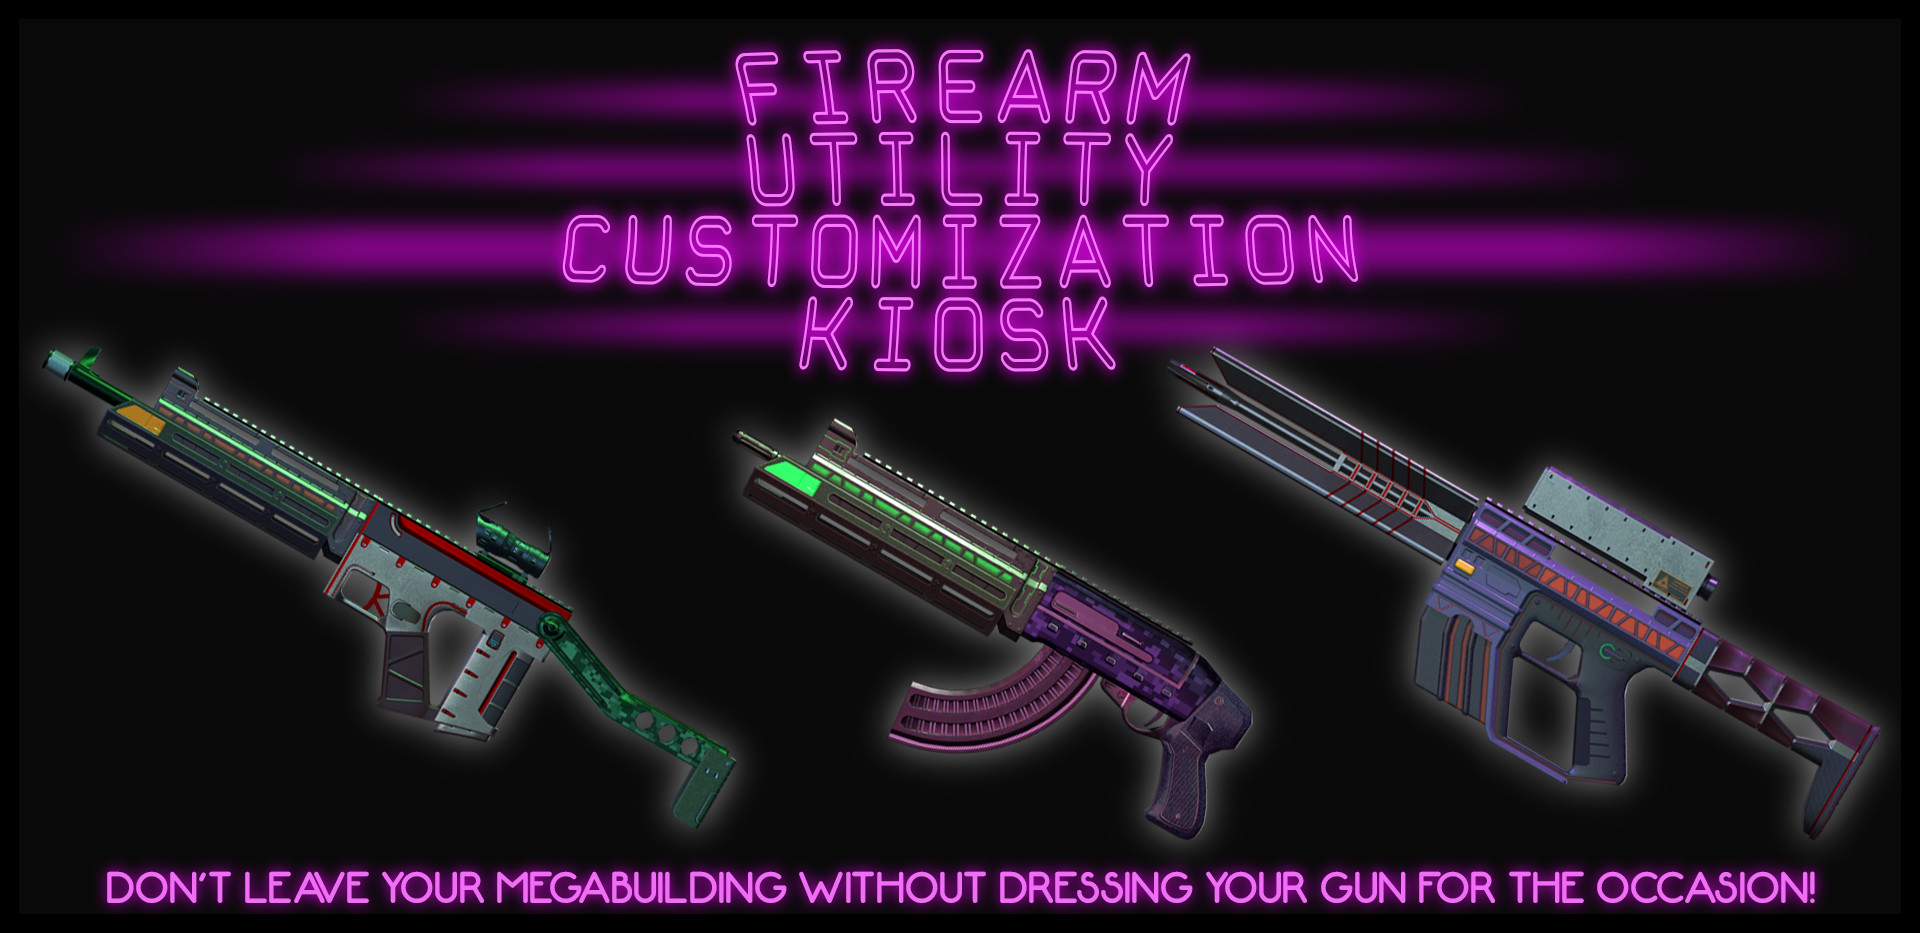 FIREARM
UTILITY
CUSTOMIZATION
KIOSK
DON'T LEAVE YOUR MEGABUILDING WITHOUT DRESSING YOUR GUN FOR THE OCCASION!